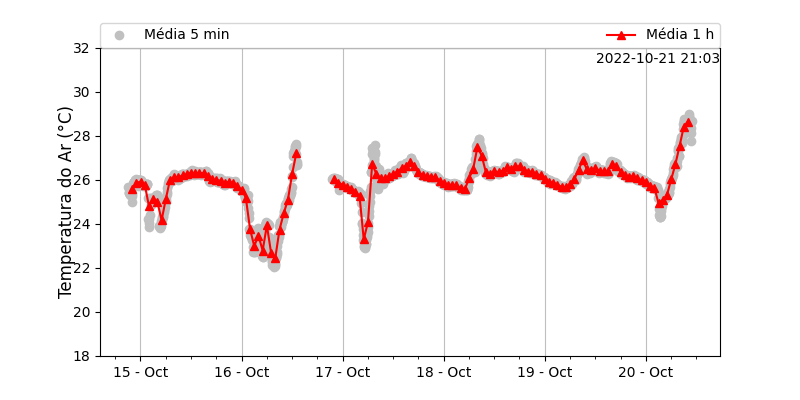 Média 5 min
Média 1 h
2022-10-21 21:03
Temperatura do Ar (°C)
32
30
28
26
24
22
20
18
15 - Oct
16 - Oct
17 - Oct
18 - Oct
19 - Oct
20 - Oct